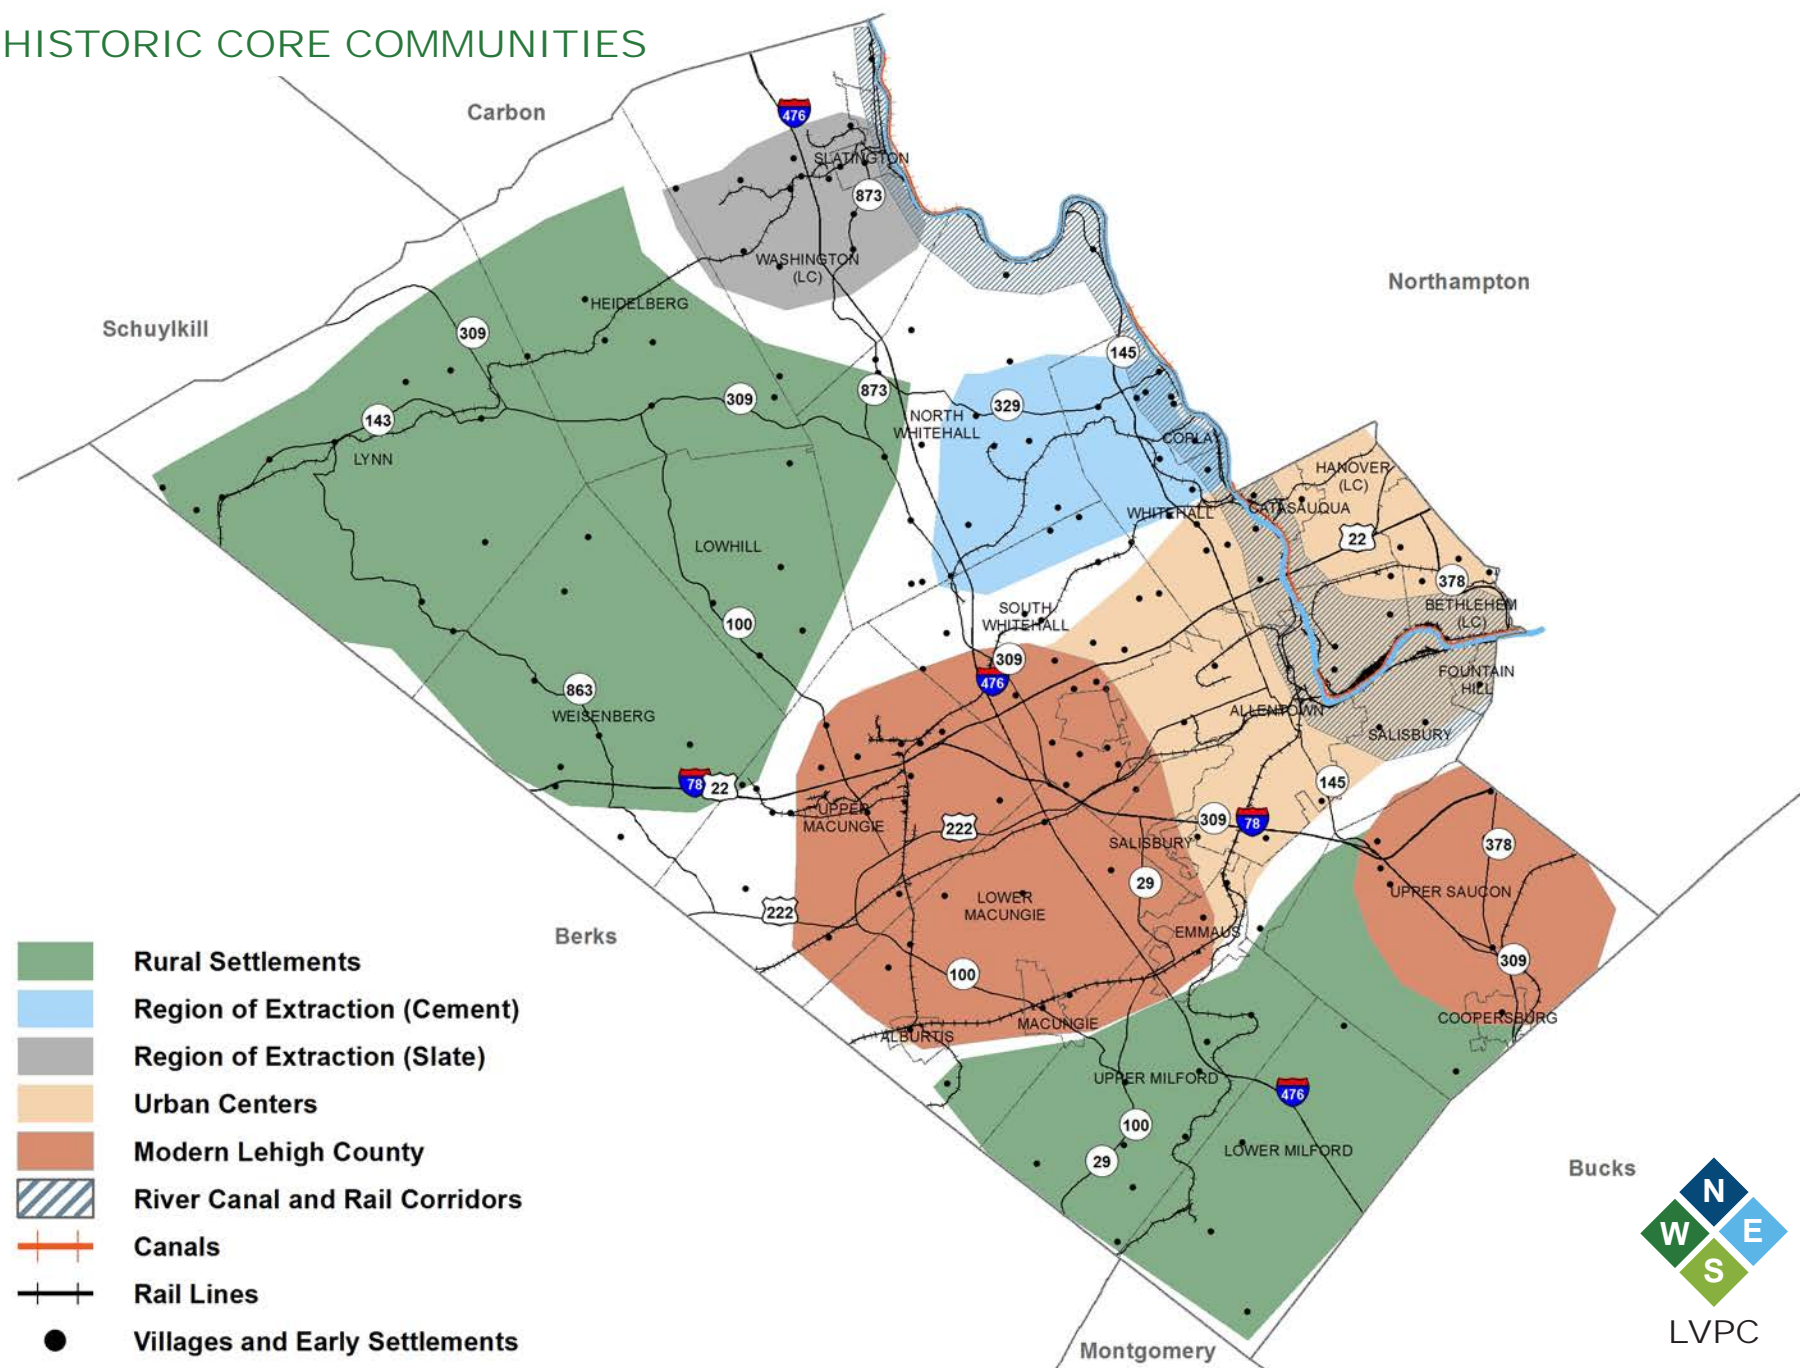 HISTORIC CORE COMMUNITIES
Carbon
476
SLATINGTON
873
WASHINGTON
(LC)
Northampton
HEIDELBERG
Schuylkill
309
145
873
309
329
143
NORTH
WHITEHALL
COPLAY
LYNN
HANOVER
(LC)
CATASAUQUA
WHITEHALL
22
LOWHILL
378
BETHLEHEM
(LC)
SOUTH
WHITEHALL
100
309
476
FOUNTAIN
HILL
863
WEISENBERG
ALLENTOWN
SALISBURY
78
22
145
UPPER
MACUNGIE
222
309
78
SALISBURY
378
29
UPPER SAUCON
222
LOWER
MACUNGIE
EMMAUS
Berks
309
100
COOPERSBURG
MACUNGIE
ALBURTIS
UPPER MILFORD
476
100
LOWER MILFORD
29
Bucks
Montgomery
Rural Settlements
Region of Extraction (Cement)
Region of Extraction (Slate)
Urban Centers
Modern Lehigh County
River Canal and Rail Corridors
Canals
Rail Lines
Villages and Early Settlements
N
W E
S
LVPC